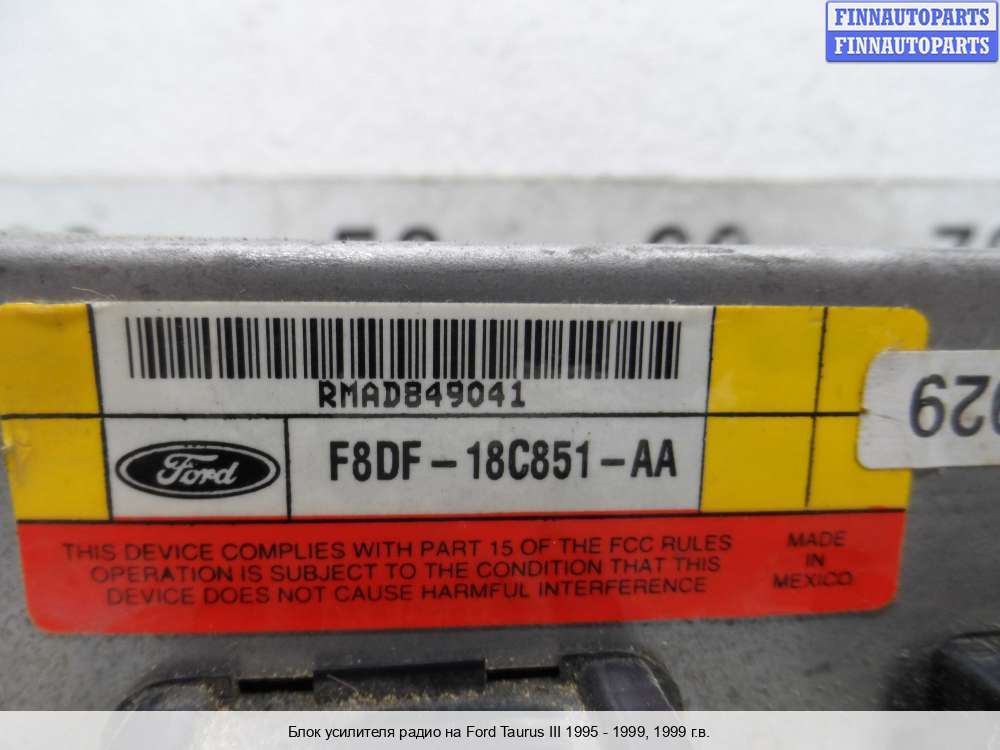 FINNAUTOPARTS
FINNAUTOPARTS
RMAD849041
Ford
F8DF-18C851-AA
929
THIS DEVICE COMPLIES WITH PART 15 OF THE FCC RULES
OPERATION IS SUBJECT TO THE CONDITION THAT THIS
DEVICE DOES NOT CAUSE HARMFUL INTERFERENCE
MADE
IN
MEXICO
Блок усилителя радио на Ford Taurus III 1995 - 1999, 1999 г.в.